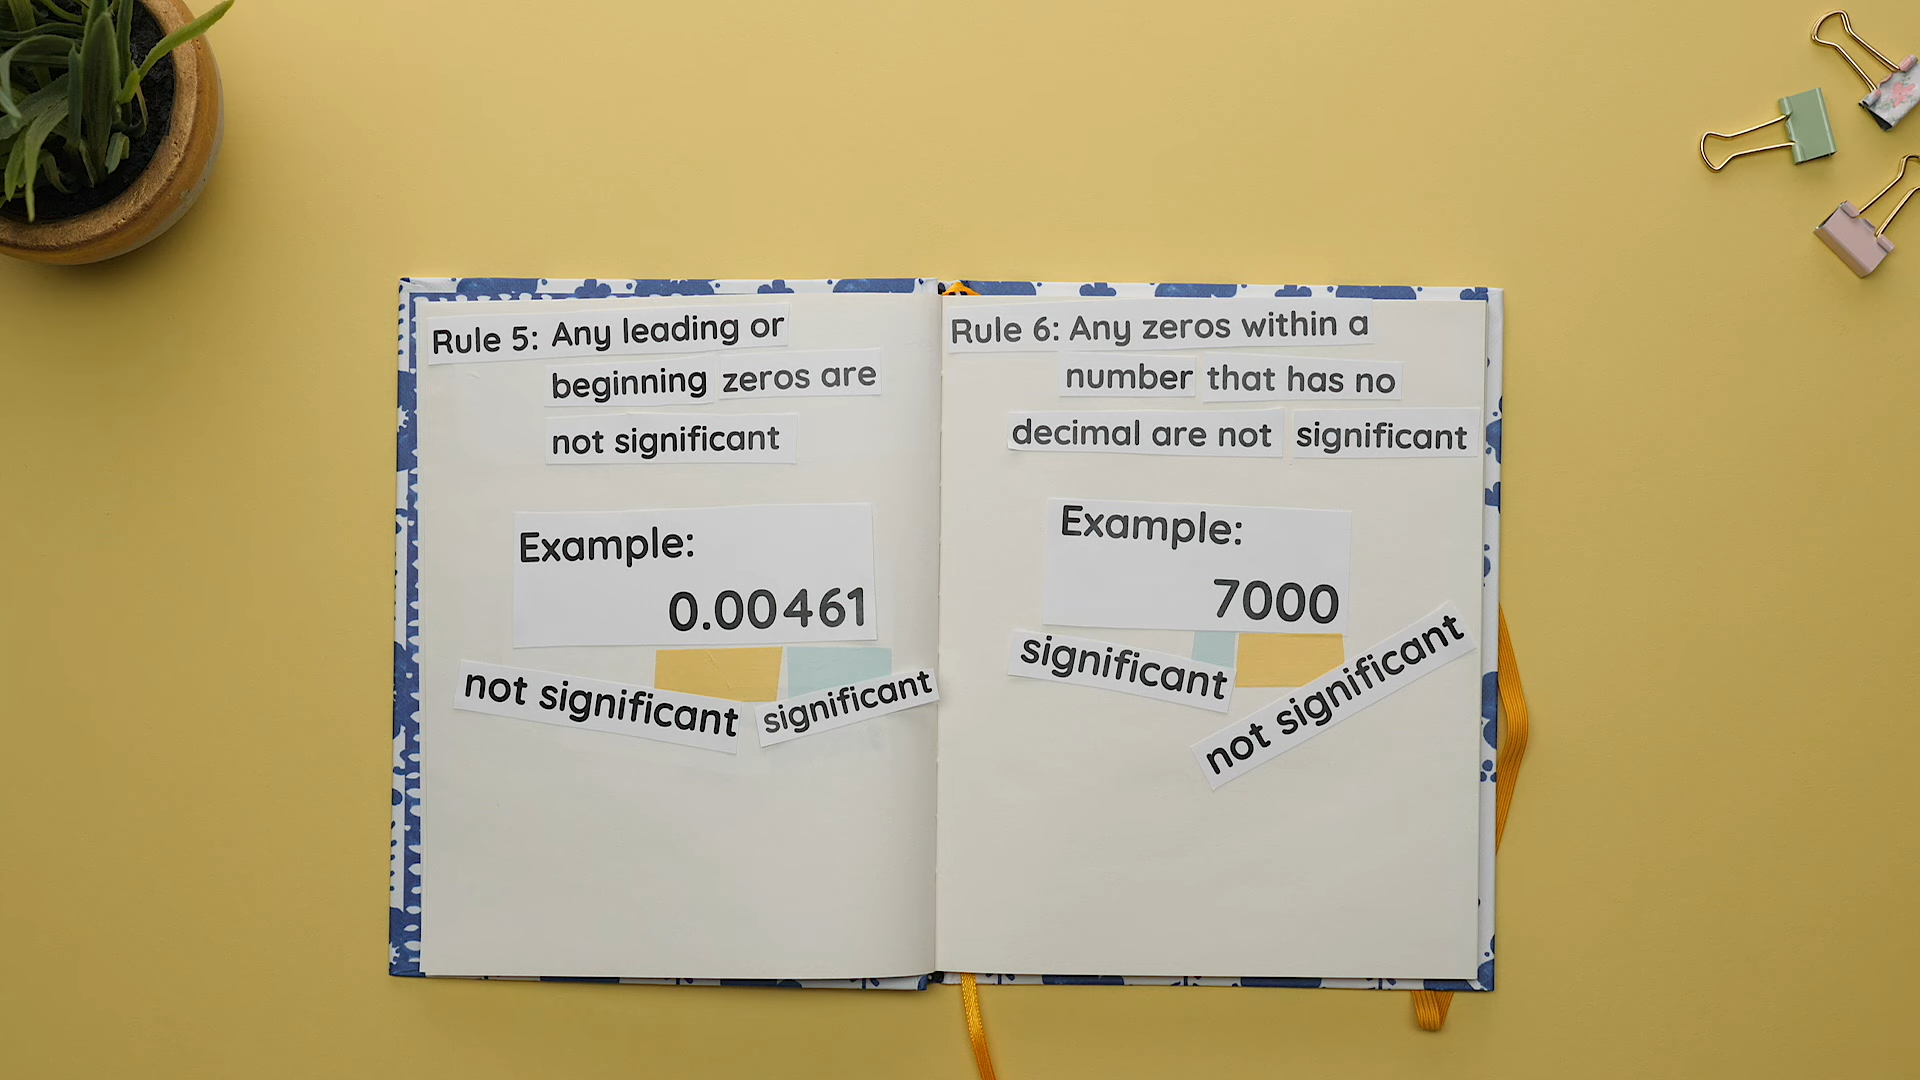 Rule 5: Any leading or
beginning zeros are
not significant
Example:
0.00461
not significant
significant
Rule 6: Any zeros within a
number that has no
decimal are not significant
Example:
7000
significant
not significant